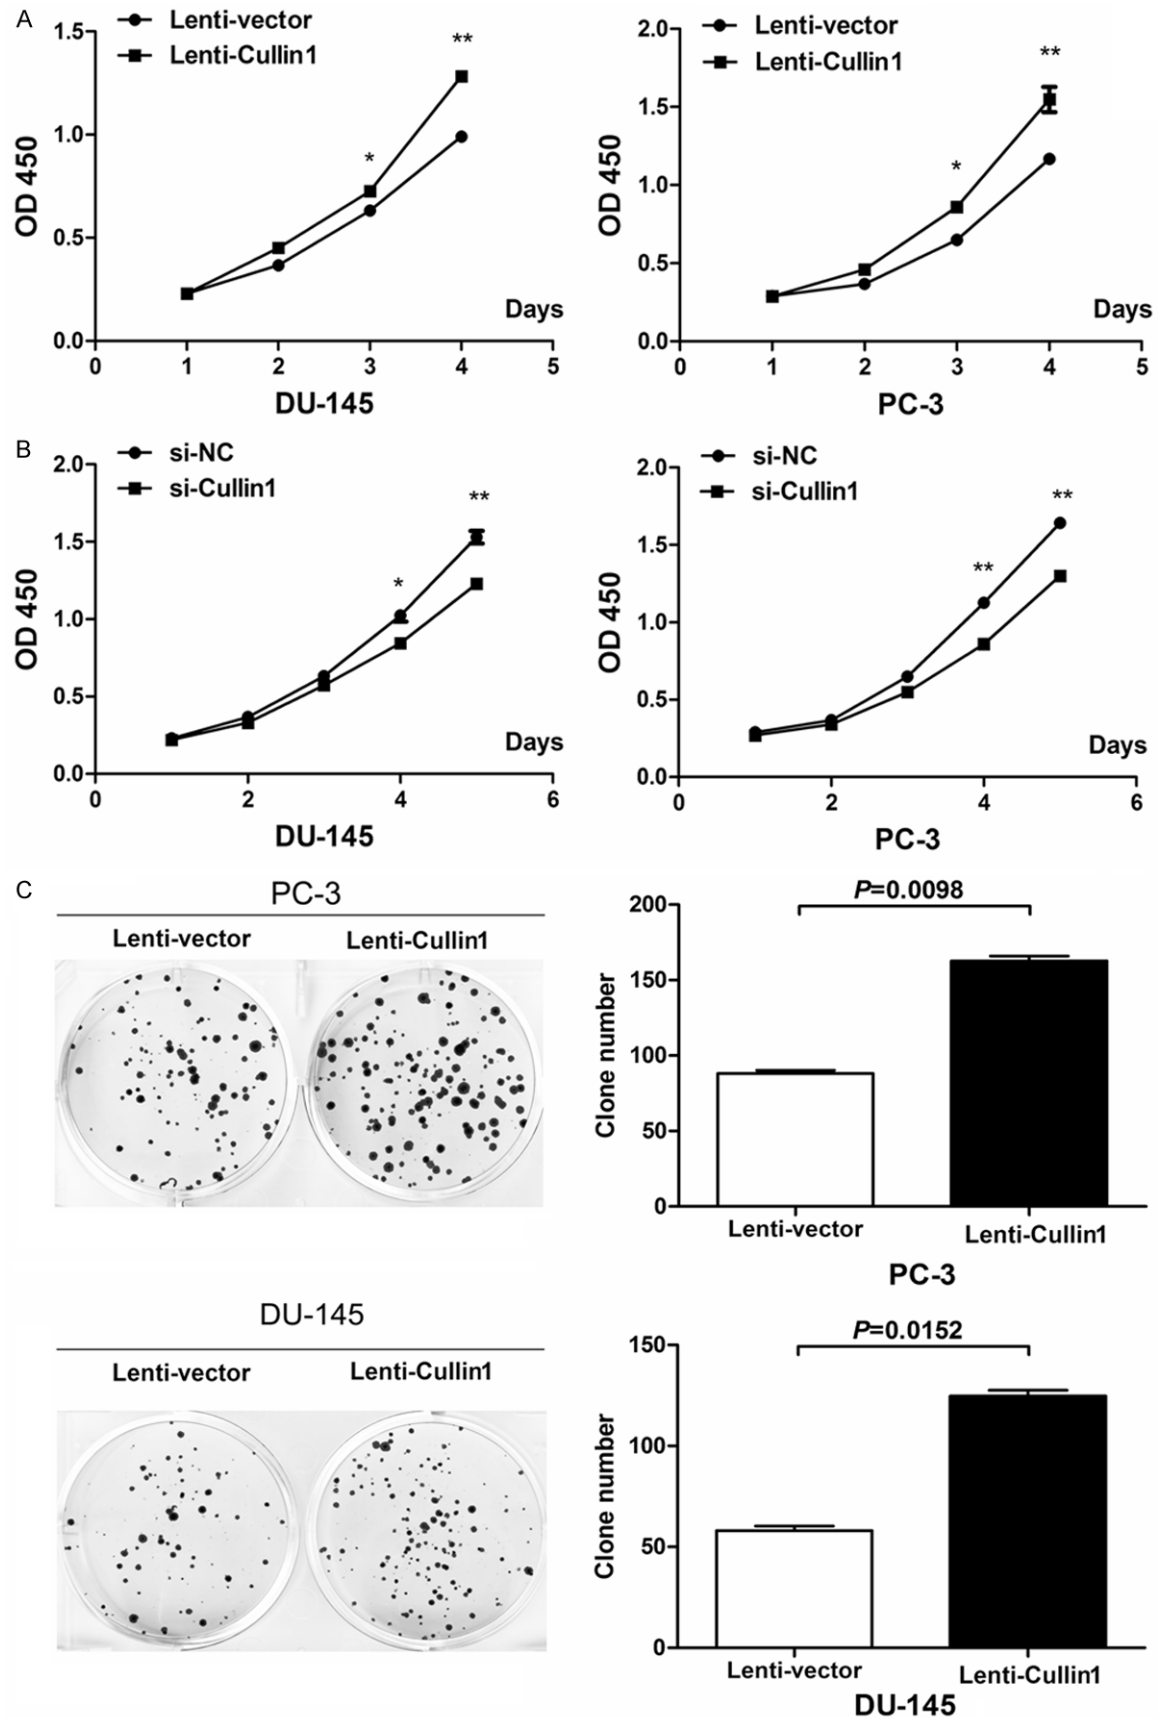 A
Lenti-vector
Lenti-Cullin1
1.5
1.0
0.5
0.0
OD 450
*
**
Days
0 1 2 3 4 5
DU-145
Lenti-vector
Lenti-Cullin1
2.0
1.5
1.0
0.5
0.0
OD 450
*
**
Days
0 1 2 3 4 5
PC-3
B
si-NC
si-Cullin1
2.0
1.5
1.0
0.5
0.0
OD 450
*
**
Days
0 2 4 6
DU-145
si-NC
si-Cullin1
2.0
1.5
1.0
0.5
0.0
OD 450
**
**
Days
0 2 4 6
PC-3
C
PC-3
Lenti-vector Lenti-Cullin1
P=0.0098
200
150
100
50
0
Clone number
Lenti-vector Lenti-Cullin1
PC-3
DU-145
Lenti-vector Lenti-Cullin1
P=0.0152
150
100
50
0
Clone number
Lenti-vector Lenti-Cullin1
DU-145